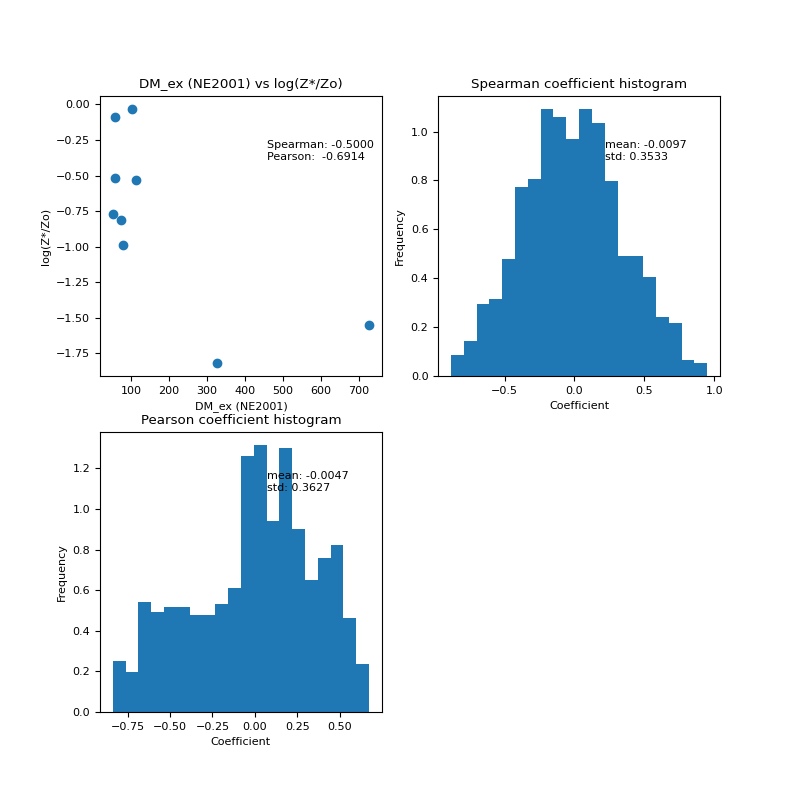 DM_ex (NE2001) vs log(Z*/Zo)
0.00
−0.25
−0.50
−0.75
−1.00
−1.25
−1.50
−1.75
log(Z*/Zo)
Spearman: -0.5000
Pearson:  -0.6914
100 200 300 400 500 600 700
DM_ex (NE2001)
Spearman coefficient histogram
1.0
0.8
0.6
0.4
0.2
0.0
Frequency
mean: -0.0097
std: 0.3533
−0.5 0.0 0.5 1.0
Coefficient
Pearson coefficient histogram
1.2
1.0
0.8
0.6
0.4
0.2
0.0
Frequency
mean: -0.0047
std: 0.3627
−0.75 −0.50 −0.25 0.00 0.25 0.50
Coefficient